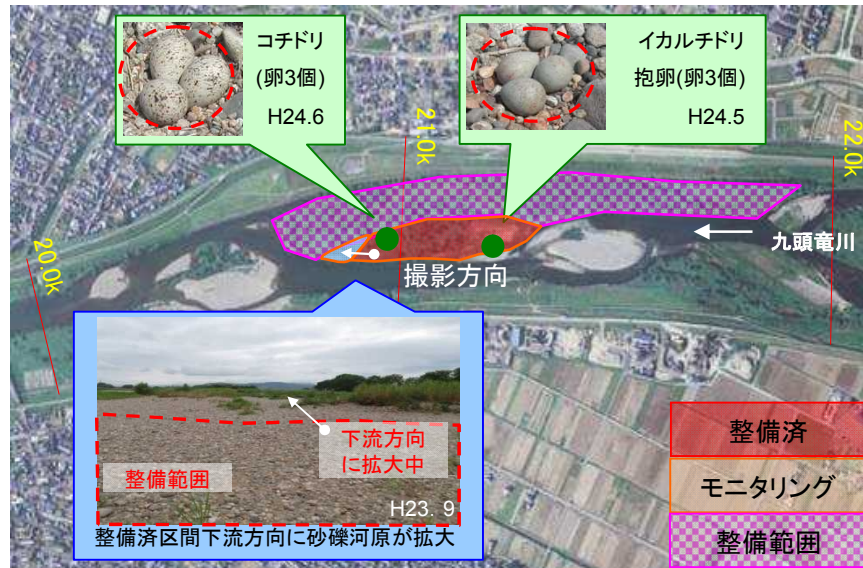 コチドリ
(卵3個)
H24.6
イカルチドリ
抱卵(卵3個)
H24.5
20.0k
21.0k
22.0k
九頭竜川
撮影方向
下流方向
に拡大中
整備範囲
H23. 9
整備済区間下流方向に砂礫河原が拡大
整備済
モニタリング
整備範囲